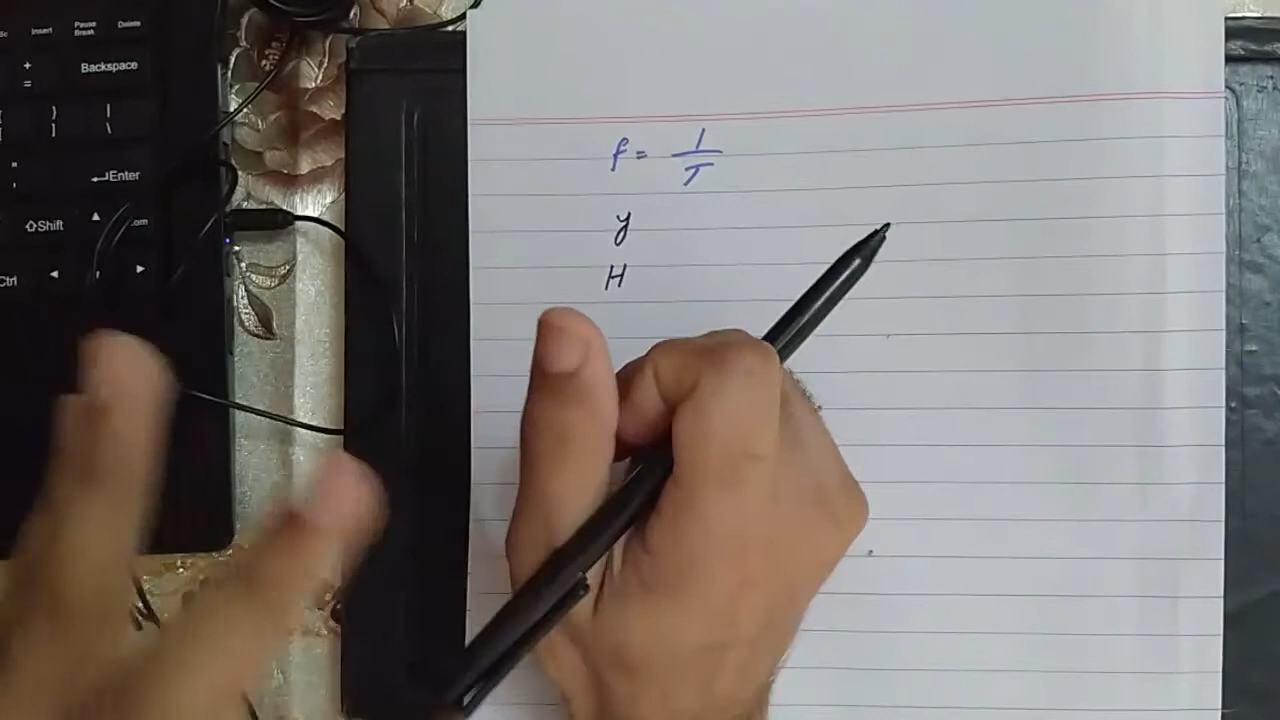 Insert Pause Break Delete
+ = Backspace
} ] | \
" ' Enter
Shift
Ctrl
f = 1/T
y
H